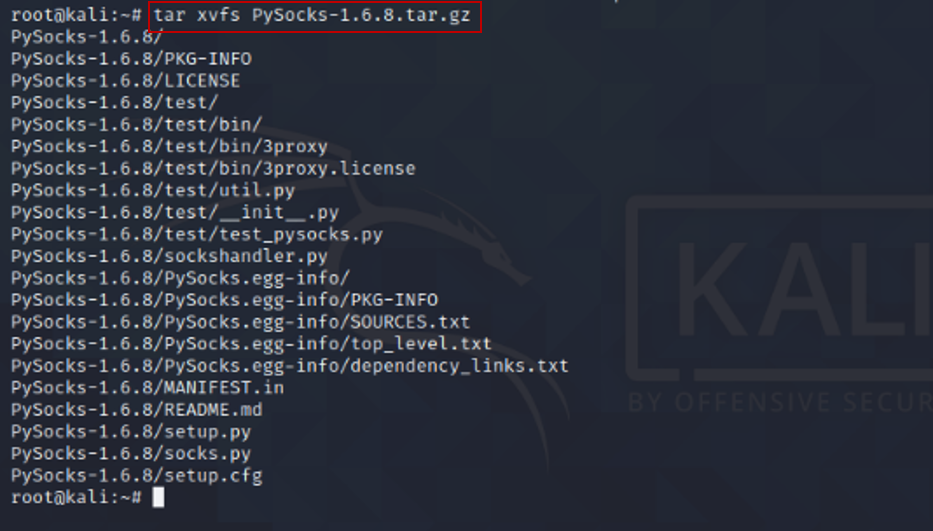 root@kali:~# tar xvfs PySocks-1.6.8.tar.gz
PySocks-1.6.8/
PySocks-1.6.8/PKG-INFO
PySocks-1.6.8/LICENSE
PySocks-1.6.8/test/
PySocks-1.6.8/test/bin/
PySocks-1.6.8/test/bin/3proxy
PySocks-1.6.8/test/bin/3proxy.license
PySocks-1.6.8/test/util.py
PySocks-1.6.8/test/__init__.py
PySocks-1.6.8/test/test_pysocks.py
PySocks-1.6.8/sockshandler.py
PySocks-1.6.8/PySocks.egg-info/
PySocks-1.6.8/PySocks.egg-info/PKG-INFO
PySocks-1.6.8/PySocks.egg-info/SOURCES.txt
PySocks-1.6.8/PySocks.egg-info/top_level.txt
PySocks-1.6.8/PySocks.egg-info/dependency_links.txt
PySocks-1.6.8/MANIFEST.in
PySocks-1.6.8/README.md
PySocks-1.6.8/setup.py
PySocks-1.6.8/socks.py
PySocks-1.6.8/setup.cfg
root@kali:~#
KALI
BY OFFENSIVE SECUR